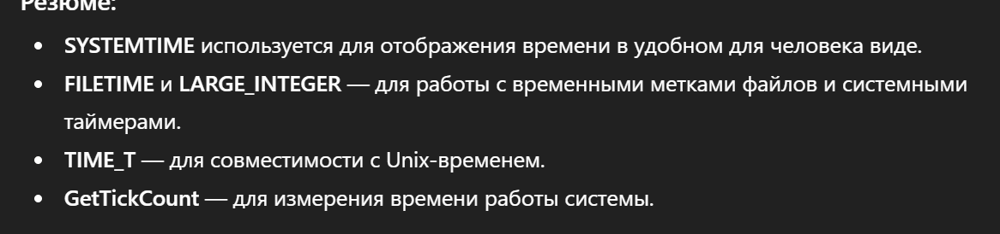 Резюме:
• SYSTEMTIME используется для отображения времени в удобном для человека виде.
• FILETIME и LARGE_INTEGER — для работы с временными метками файлов и системными
таймерами.
• TIME_T — для совместимости с Unix-временем.
• GetTickCount — для измерения времени работы системы.